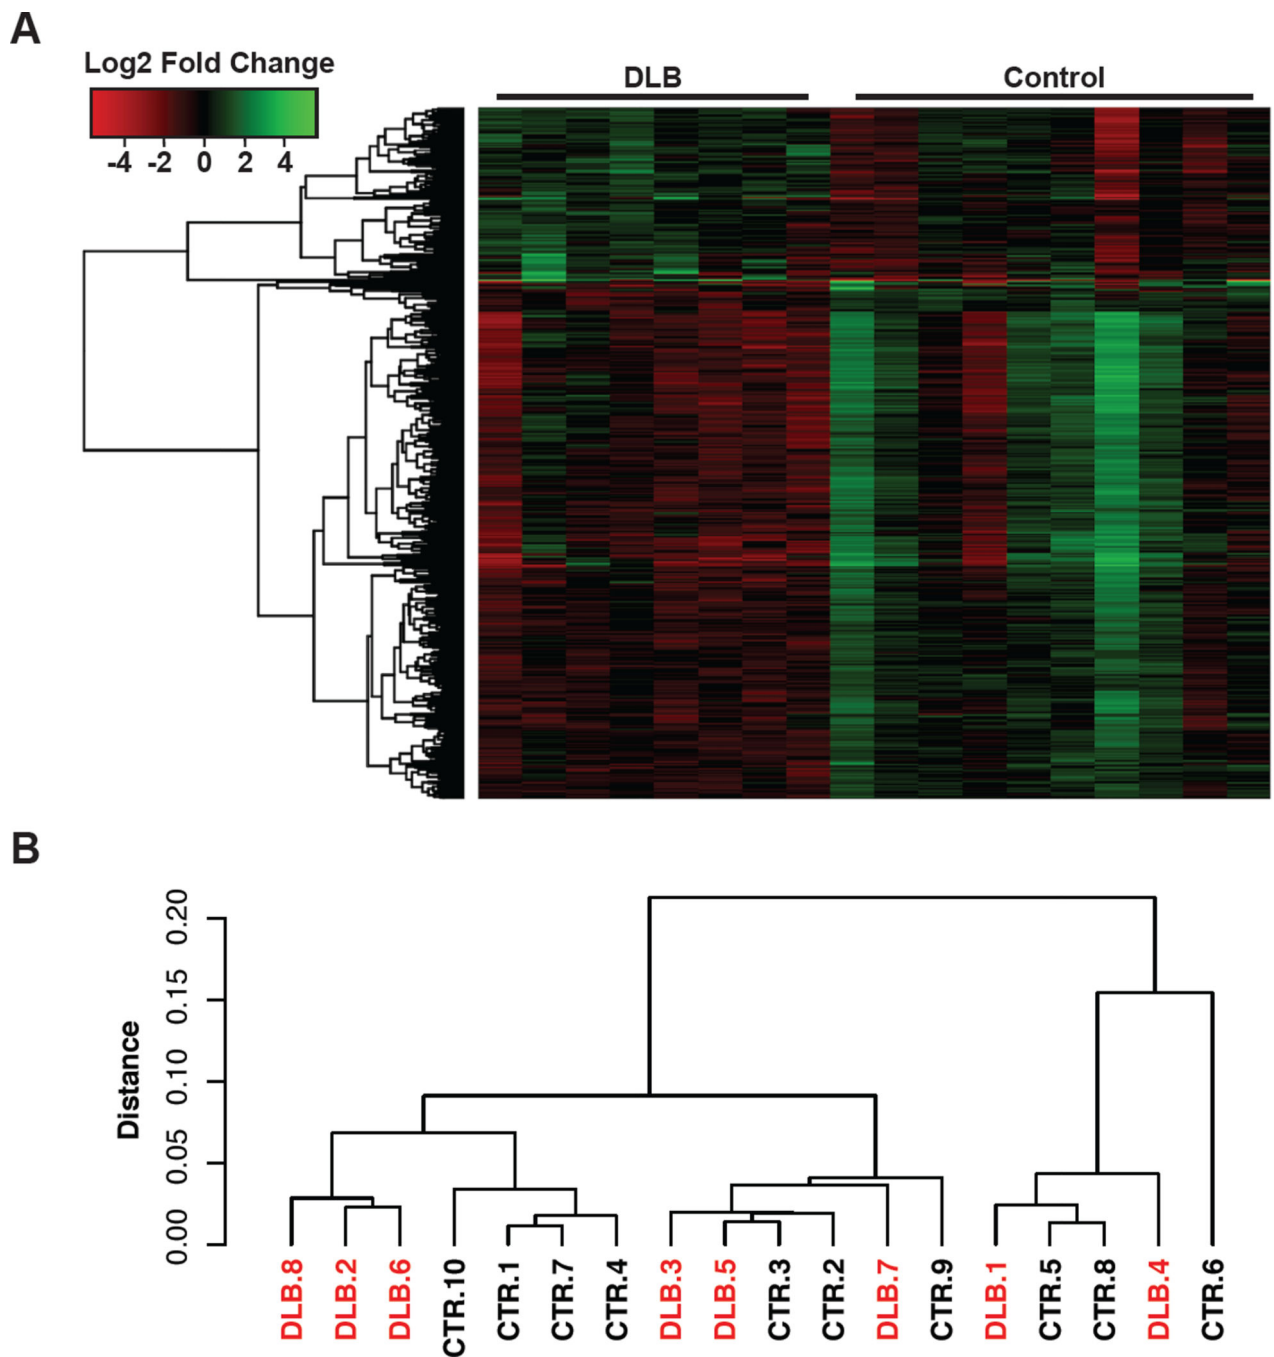 A
Log2 Fold Change
-4 -2 0 2 4
DLB Control
B
Distance
0.00 0.05 0.10 0.15 0.20
DLB.8 DLB.2 DLB.6 CTR.10 CTR.1 CTR.7 CTR.4 DLB.3 DLB.5 CTR.3 CTR.2 DLB.7 CTR.9 DLB.1 CTR.5 CTR.8 DLB.4 CTR.6